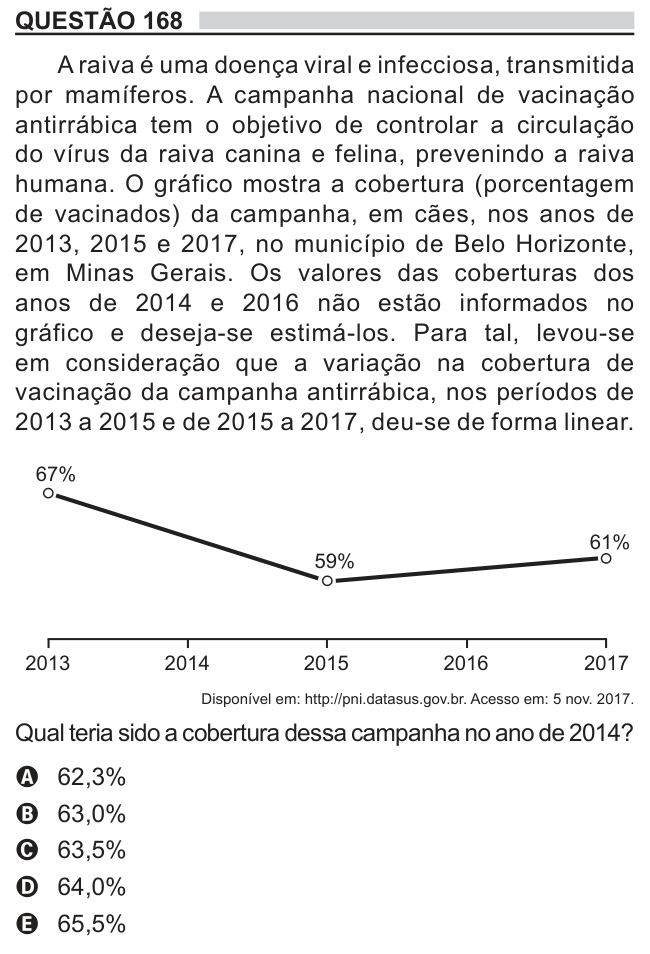 QUESTÃO 168
A raiva é uma doença viral e infecciosa, transmitida
por mamíferos. A campanha nacional de vacinação
antirrábica tem o objetivo de controlar a circulação
do vírus da raiva canina e felina, prevenindo a raiva
humana. O gráfico mostra a cobertura (porcentagem
de vacinados) da campanha, em cães, nos anos de
2013, 2015 e 2017, no município de Belo Horizonte,
em Minas Gerais. Os valores das coberturas dos
anos de 2014 e 2016 não estão informados no
gráfico e deseja-se estimá-los. Para tal, levou-se
em consideração que a variação na cobertura de
vacinação da campanha antirrábica, nos períodos de
2013 a 2015 e de 2015 a 2017, deu-se de forma linear.
67%
59%
61%
2013 2014 2015 2016 2017
Disponível em: http://pni.datasus.gov.br. Acesso em: 5 nov. 2017.
Qual teria sido a cobertura dessa campanha no ano de 2014?
A 62,3%
B 63,0%
C 63,5%
D 64,0%
E 65,5%